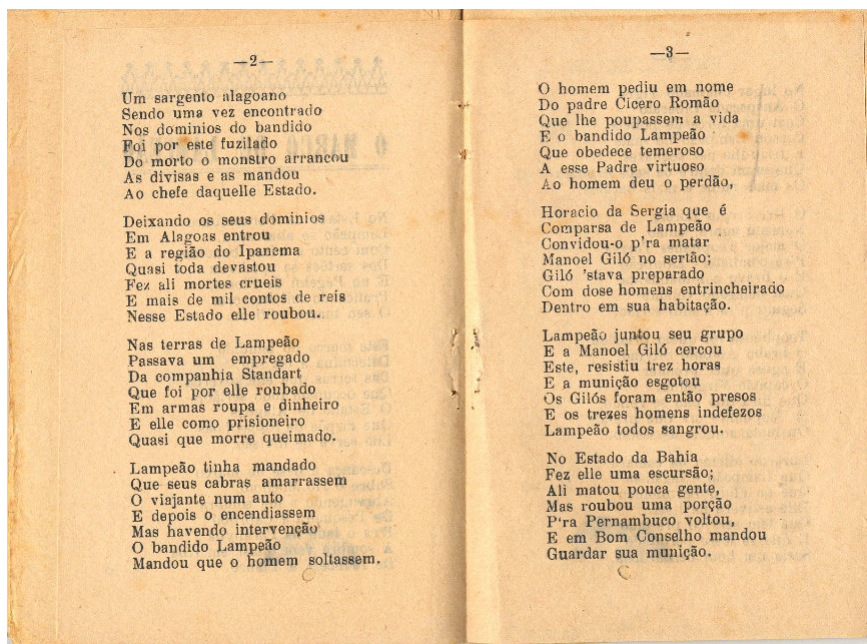 —2—
Um sargento alagoano
Sendo uma vez encontrado
Nos dominios do bandido
Foi por este fuzilado
Do morto o monstro arrancou
As divisas e as mandou
Ao chefe daquelle Estado.
Deixando os seus dominios
Em Alagoas entrou
E a região do Ipanema
Quasi toda devastou
Fez ali mortes crueis
E mais de mil contos de reis
Nesse Estado elle roubou.
Nas terras de Lampeão
Passava um empregado
Da companhia Standart
Que foi por elle roubado
Em armas roupa e dinheiro
E elle como prisioneiro
Quasi que morre queimado.
Lampeão tinha mandado
Que seus cabras amarrassem
O viajante num auto
E depois o encendiassem
Mas havendo intervenção
O bandido Lampeão
Mandou que o homem soltassem.
—3—
O homem pediu em nome
Do padre Cicero Romão
Que lhe poupassem a vida
E o bandido Lampeão
Que obedece temeroso
A esse Padre virtuoso
Ao homem deu o perdão,
Horacio da Sergia que é
Comparsa de Lampeão
Convidou-o p'ra matar
Manoel Giló no sertão;
Giló 'stava preparado
Com dose homens entrincheirado
Dentro em sua habitação.
Lampeão juntou seu grupo
E a Manoel Giló cercou
Este, resistiu trez horas
E a munição esgotou
Os Gilós foram então presos
E os trezes homens indefezos
Lampeão todos sangrou.
No Estado da Bahia
Fez elle uma escursão;
Ali matou pouca gente,
Mas roubou uma porção
P'ra Pernambuco voltou,
E em Bom Conselho mandou
Guardar sua munição.